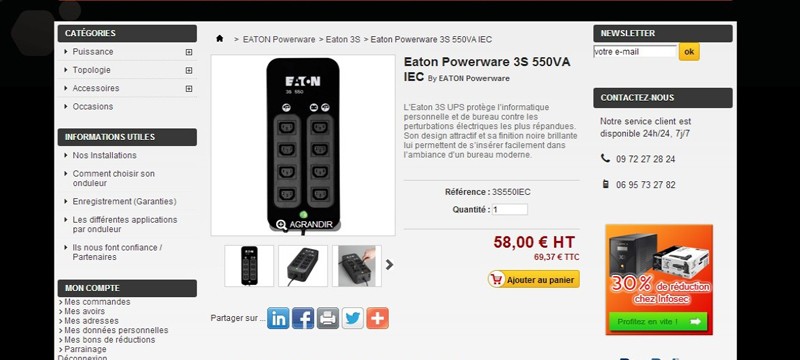 CATÉGORIES
Puissance
Topologie
Accessoires
Occasions
INFORMATIONS UTILES
Nos Installations
Comment choisir son
onduleur
Enregistrement (Garanties)
Les différentes applications
par onduleur
Ils nous font confiance /
Partenaires
MON COMPTE
> Mes commandes
> Mes avoirs
> Mes adresses
> Mes données personnelles
> Mes bons de réductions
> Parrainage
Déconnexion
> EATON Powerware > Eaton 3S > Eaton Powerware 3S 550VA IEC
EATON
3S 550
AGRANDIR
Partager sur ...
Eaton Powerware 3S 550VA
IEC By EATON Powerware
L'Eaton 3S UPS protège l'informatique
personnelle et de bureau contre les
perturbations électriques les plus répandues.
Son design attractif et sa finition noire brillante
lui permettent de s'insérer facilement dans
l'ambiance d'un bureau moderne.
Référence : 3S550IEC
Quantité : 1
58,00 € HT
69,37 € TTC
Ajouter au panier
NEWSLETTER
votre e-mail ok
CONTACTEZ-NOUS
Notre service client est
disponible 24h/24, 7j/7
09 72 27 28 24
06 95 73 27 82
30% de réduction
chez Infosec
Profitez en vite !